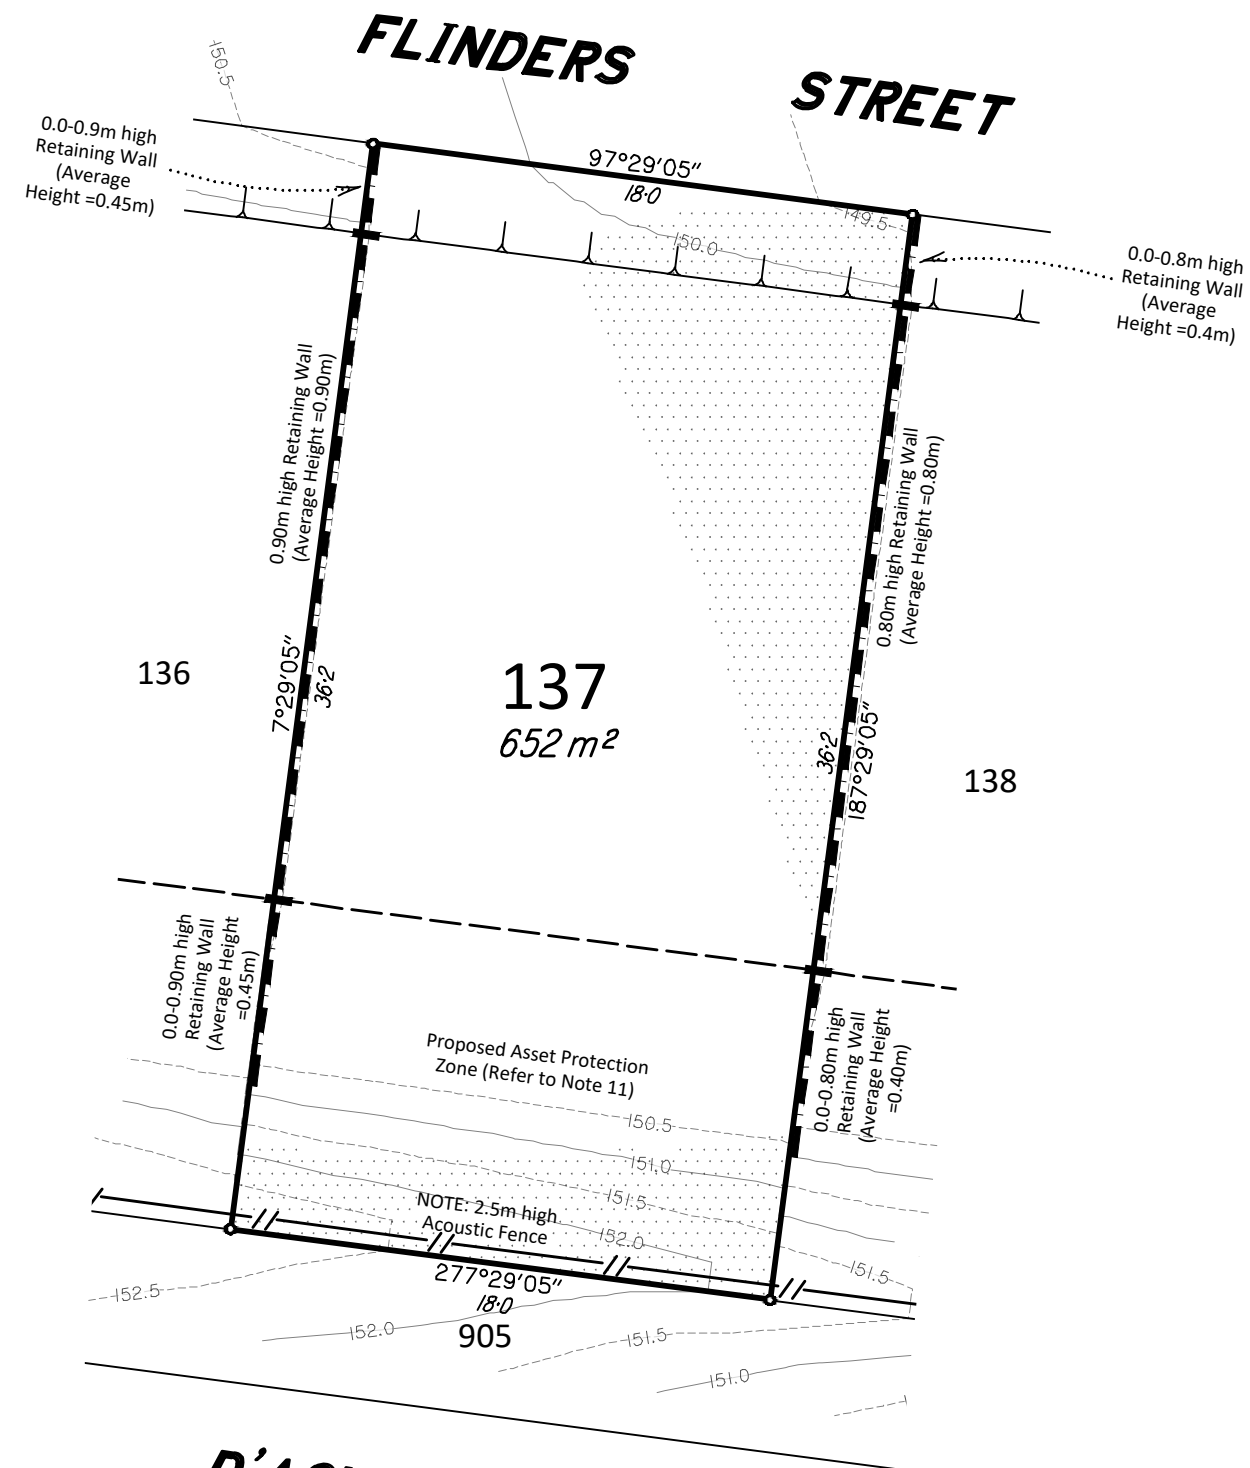 FLINDERS STREET
150.5
0.0-0.9m high
Retaining Wall
(Average
Height =0.45m)
97°29'05"
18·0
149.5
150.0
0.0-0.8m high
Retaining Wall
(Average
Height =0.4m)
0.90m high Retaining Wall
(Average Height =0.90m)
0.80m high Retaining Wall
(Average Height =0.80m)
136
7°29'05"
36·2
137
652 m²
36·2
187°29'05"
138
0.0-0.90m high
Retaining Wall
(Average Height
=0.45m)
Proposed Asset Protection
Zone (Refer to Note 11)
0.0-0.80m high
Retaining Wall
(Average Height
=0.40m)
150.5
151.0
151.5
NOTE: 2.5m high
Acoustic Fence
152.0
151.5
277°29'05"
18·0
905
152.5
152.0
151.5
151.0